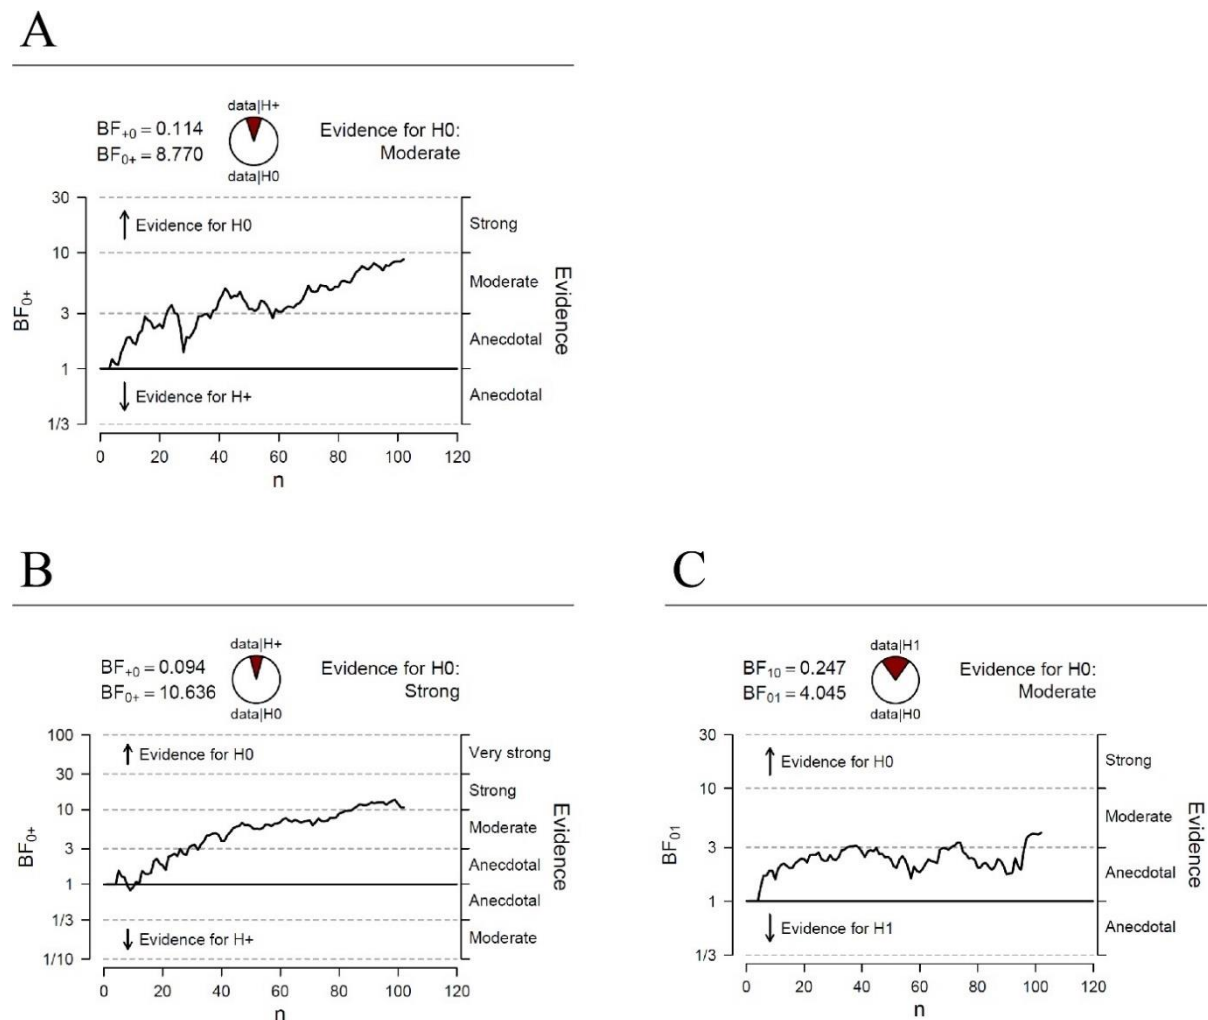 A
data|H+
BF+0 = 0.114
BF0+ = 8.770
data|H0
Evidence for H0:
Moderate
30
10
3
1
1/3
BF0+
↑ Evidence for H0
↓ Evidence for H+
Strong
Moderate
Anecdotal
Anecdotal
Evidence
0 20 40 60 80 100 120
n
B
data|H+
BF+0 = 0.094
BF0+ = 10.636
data|H0
Evidence for H0:
Strong
100
30
10
3
1
1/3
1/10
BF0+
↑ Evidence for H0
↓ Evidence for H+
Very strong
Strong
Moderate
Anecdotal
Anecdotal
Moderate
Evidence
0 20 40 60 80 100 120
n
C
data|H1
BF10 = 0.247
BF01 = 4.045
data|H0
Evidence for H0:
Moderate
30
10
3
1
1/3
BF01
↑ Evidence for H0
↓ Evidence for H1
Strong
Moderate
Anecdotal
Anecdotal
Evidence
0 20 40 60 80 100 120
n